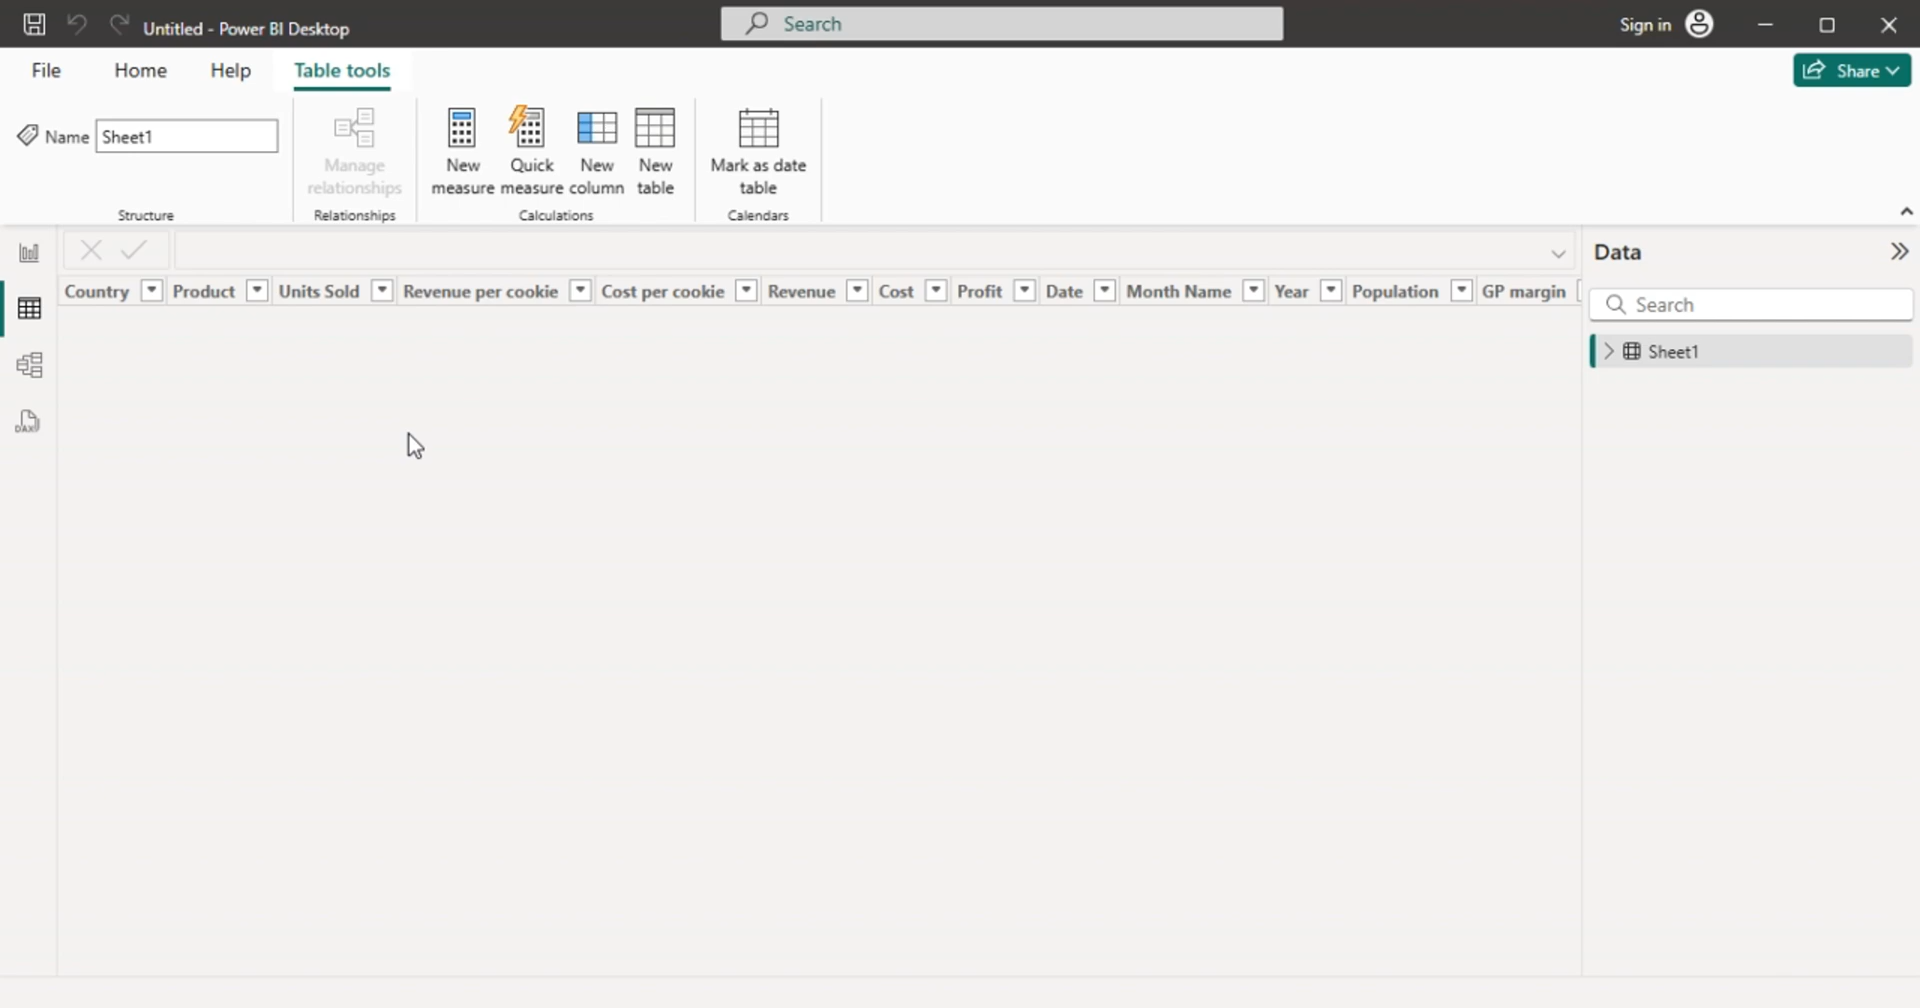 Untitled - Power BI Desktop
Search
Sign in
File Home Help Table tools
Share
Name Sheet1
Manage relationships
New measure
Quick measure
New column
New table
Mark as date table
Structure
Relationships
Calculations
Calendars
DAX
Country Product Units Sold Revenue per cookie Cost per cookie Revenue Cost Profit Date Month Name Year Population GP margin
Data
Search
Sheet1